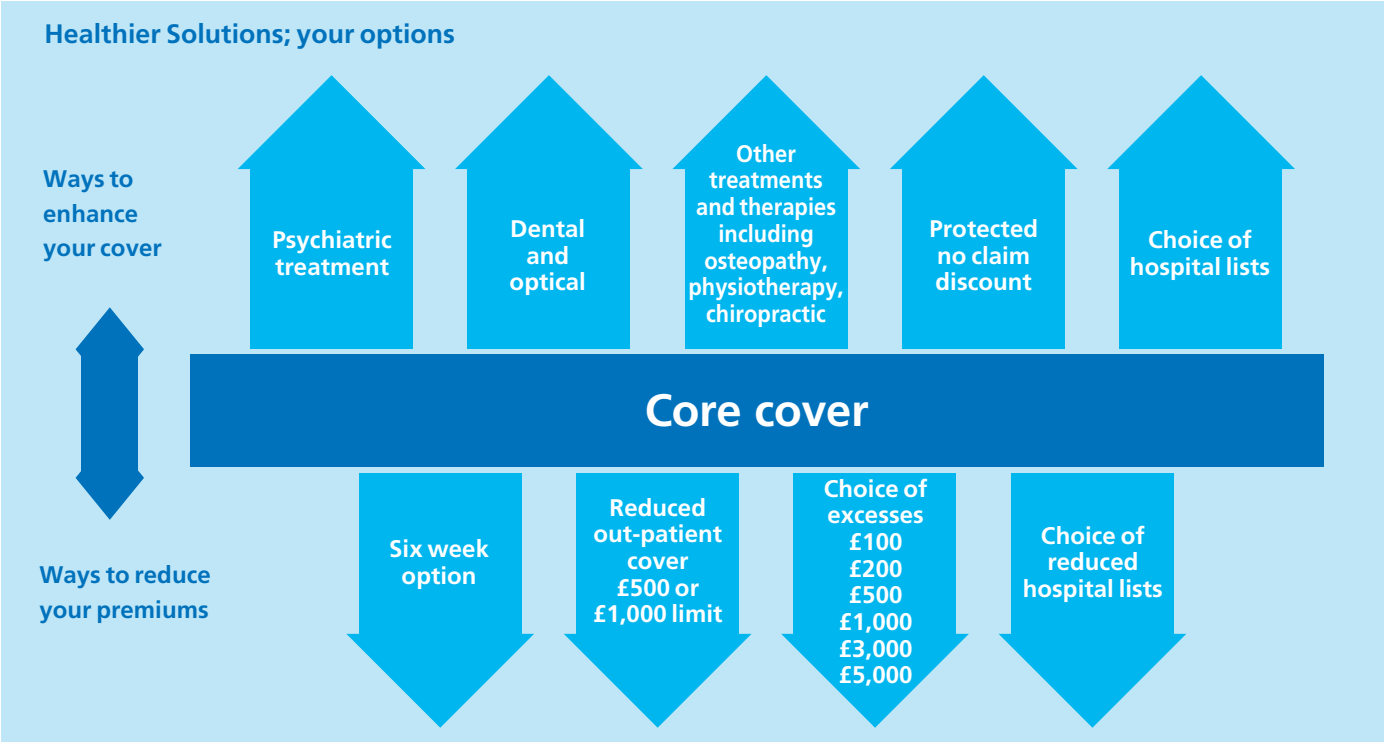 Healthier Solutions; your options
Ways to
enhance
your cover
Psychiatric
treatment
Dental
and
optical
Other
treatments
and therapies
including
osteopathy,
physiotherapy,
chiropractic
Protected
no claim
discount
Choice of
hospital lists
Core cover
Ways to reduce
your premiums
Six week
option
Reduced
out-patient
cover
£500 or
£1,000 limit
Choice of
excesses
£100
£200
£500
£1,000
£3,000
£5,000
Choice of
reduced
hospital lists